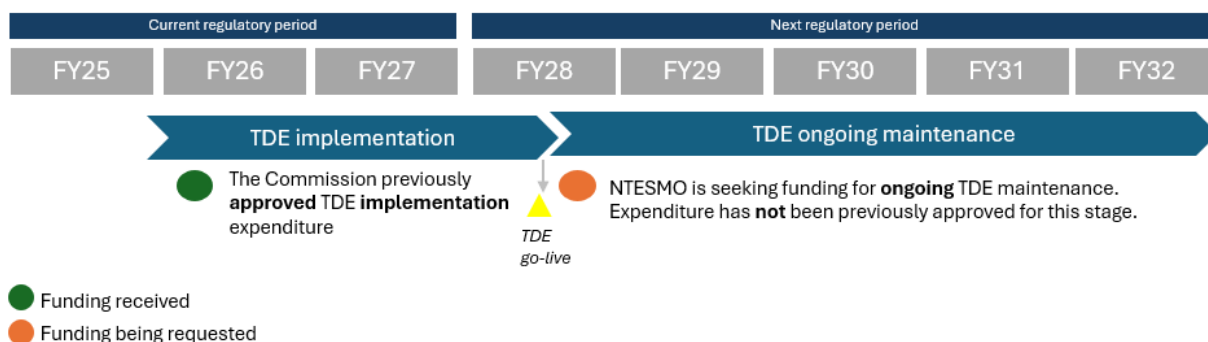 Current regulatory period
Next regulatory period
FY25
FY26
FY27
FY28
FY29
FY30
FY31
FY32
TDE implementation
TDE ongoing maintenance
The Commission previously
approved TDE implementation
expenditure
TDE
go-live
NTESMO is seeking funding for ongoing TDE maintenance.
Expenditure has not been previously approved for this stage.
Funding received
Funding being requested